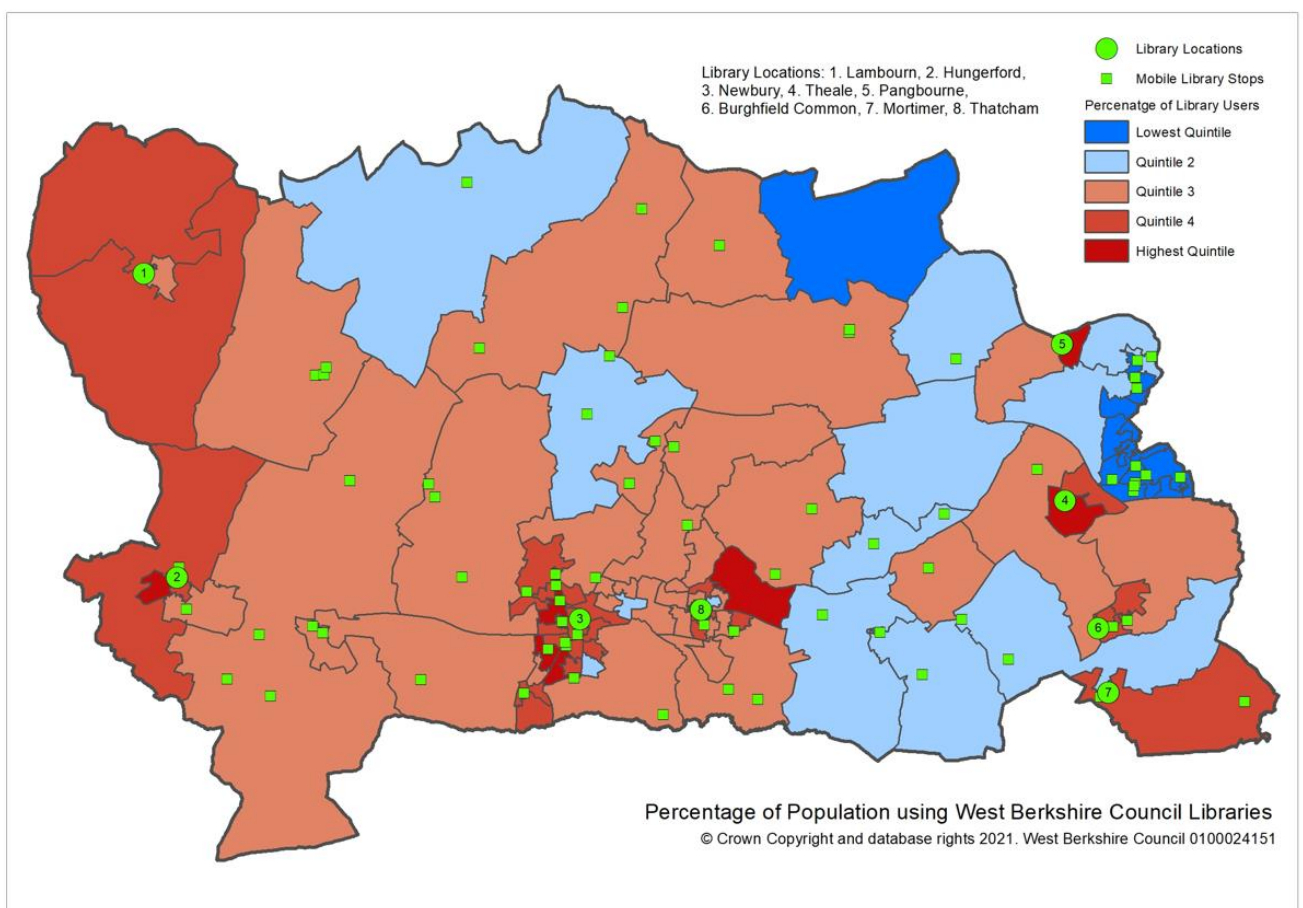 Library Locations: 1. Lambourn, 2. Hungerford,
3. Newbury, 4. Theale, 5. Pangbourne,
6. Burghfield Common, 7. Mortimer, 8. Thatcham
Library Locations
Mobile Library Stops
Percenatge of Library Users
Lowest Quintile
Quintile 2
Quintile 3
Quintile 4
Highest Quintile
1
5
4
2
8
3
6
7
Percentage of Population using West Berkshire Council Libraries
© Crown Copyright and database rights 2021. West Berkshire Council 0100024151